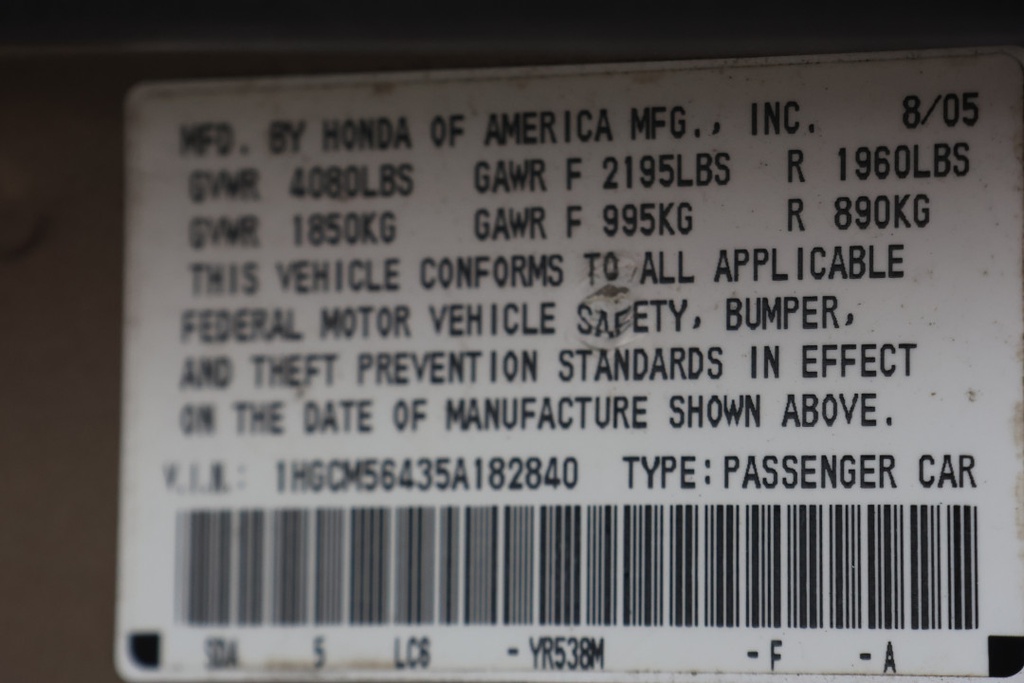 MFD. BY HONDA OF AMERICA MFG., INC. 8/05
GVWR 4080LBS GAWR F 2195LBS R 1960LBS
GVWR 1850KG GAWR F 995KG R 890KG
THIS VEHICLE CONFORMS TO ALL APPLICABLE
FEDERAL MOTOR VEHICLE SAFETY, BUMPER,
AND THEFT PREVENTION STANDARDS IN EFFECT
ON THE DATE OF MANUFACTURE SHOWN ABOVE.
V.I.N.: 1HGCM56435A182840 TYPE: PASSENGER CAR
SDA 5 LC6 - YR538M - F - A